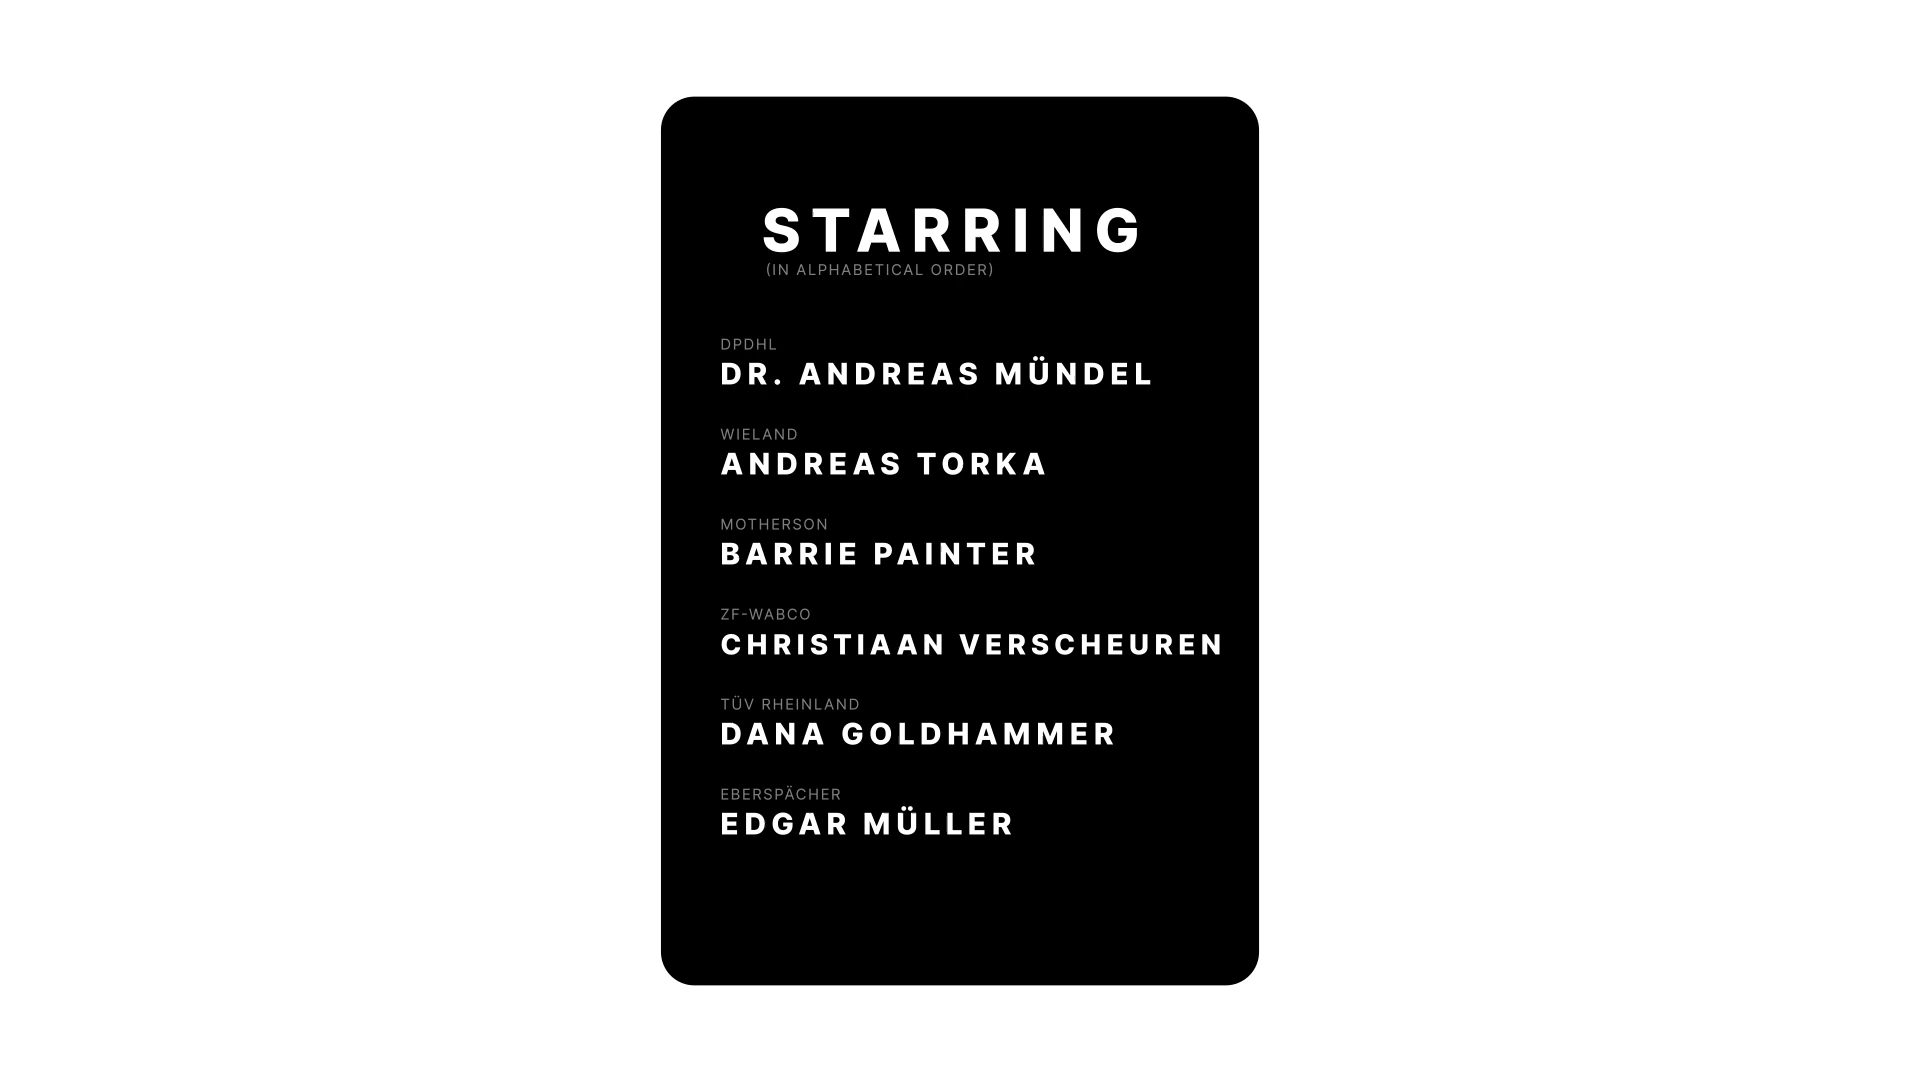 STARRING
(IN ALPHABETICAL ORDER)
DPDHL
DR. ANDREAS MÜNDEL
WIELAND
ANDREAS TORKA
MOTHERSON
BARRIE PAINTER
ZF-WABCO
CHRISTIAAN VERSCHEUREN
TÜV RHEINLAND
DANA GOLDHAMMER
EBERSPÄCHER
EDGAR MÜLLER